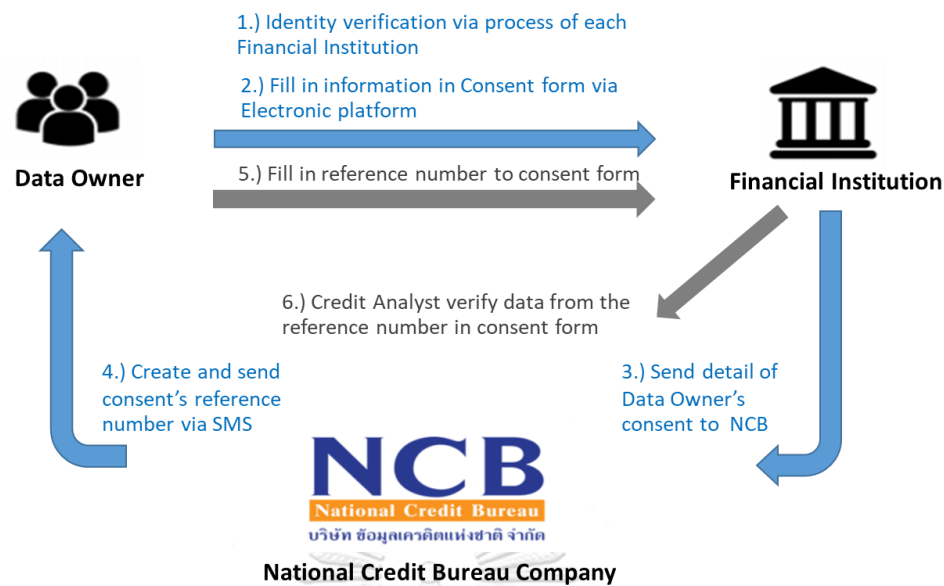 1.) Identity verification via process of each
Financial Institution
2.) Fill in information in Consent form via
Electronic platform
Data Owner
5.) Fill in reference number to consent form
Financial Institution
6.) Credit Analyst verify data from the
reference number in consent form
4.) Create and send
consent's reference
number via SMS
3.) Send detail of
Data Owner's
consent to NCB
NCB
National Credit Bureau
บริษัท ข้อมูลเครดิตแห่งชาติ จำกัด
National Credit Bureau Company